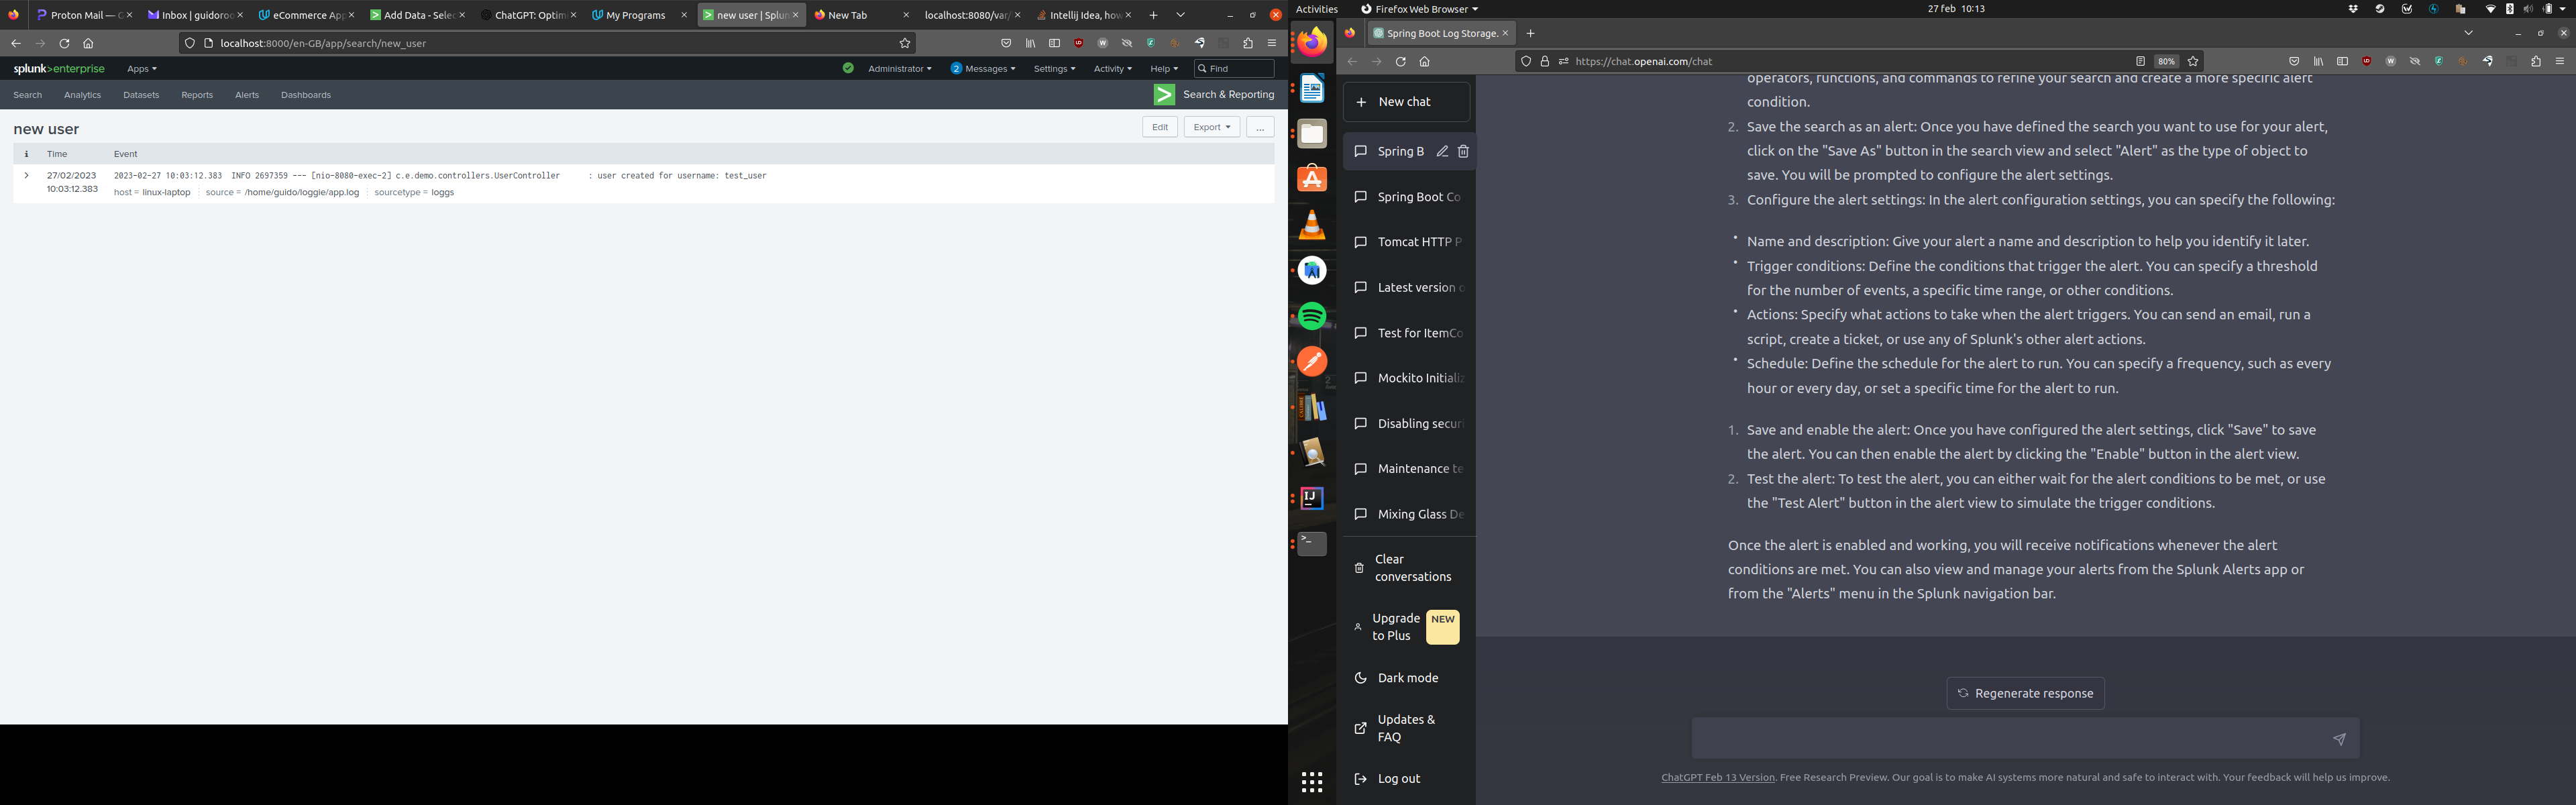 Proton Mail — G
Inbox | guidoroo
eCommerce App
Add Data - Selec
ChatGPT: Optim
My Programs
new user | Splun
New Tab
localhost:8080/var/
Intellij Idea, how
localhost:8000/en-GB/app/search/new_user
splunk>enterprise
Apps
Administrator
2
Messages
Settings
Activity
Help
Find
Search
Analytics
Datasets
Reports
Alerts
Dashboards
Search & Reporting
new user
Edit
Export
...
i
Time
Event
27/02/2023
10:03:12.383
2023-02-27 10:03:12.383 INFO 2697359 --- [nio-8080-exec-2] c.e.demo.controllers.UserController : user created for username: test_user
host = linux-laptop
source = /home/guido/loggie/app.log
sourcetype = loggs
Activities
Firefox Web Browser
27 feb 10:13
Spring Boot Log Storage.
https://chat.openai.com/chat
80%
New chat
Spring B
Spring Boot Co
Tomcat HTTP P
Latest version o
Test for ItemCo
Mockito Initializ
Disabling securi
Maintenance te
Mixing Glass De
Clear
conversations
Upgrade
to Plus
NEW
Dark mode
Updates &
FAQ
Log out
operators, functions, and commands to refine your search and create a more specific alert
condition.
2. Save the search as an alert: Once you have defined the search you want to use for your alert,
click on the "Save As" button in the search view and select "Alert" as the type of object to
save. You will be prompted to configure the alert settings.
3. Configure the alert settings: In the alert configuration settings, you can specify the following:
• Name and description: Give your alert a name and description to help you identify it later.
• Trigger conditions: Define the conditions that trigger the alert. You can specify a threshold
for the number of events, a specific time range, or other conditions.
• Actions: Specify what actions to take when the alert triggers. You can send an email, run a
script, create a ticket, or use any of Splunk's other alert actions.
• Schedule: Define the schedule for the alert to run. You can specify a frequency, such as every
hour or every day, or set a specific time for the alert to run.
1. Save and enable the alert: Once you have configured the alert settings, click "Save" to save
the alert. You can then enable the alert by clicking the "Enable" button in the alert view.
2. Test the alert: To test the alert, you can either wait for the alert conditions to be met, or use
the "Test Alert" button in the alert view to simulate the trigger conditions.
Once the alert is enabled and working, you will receive notifications whenever the alert
conditions are met. You can also view and manage your alerts from the Splunk Alerts app or
from the "Alerts" menu in the Splunk navigation bar.
Regenerate response
ChatGPT Feb 13 Version. Free Research Preview. Our goal is to make AI systems more natural and safe to interact with. Your feedback will help us improve.